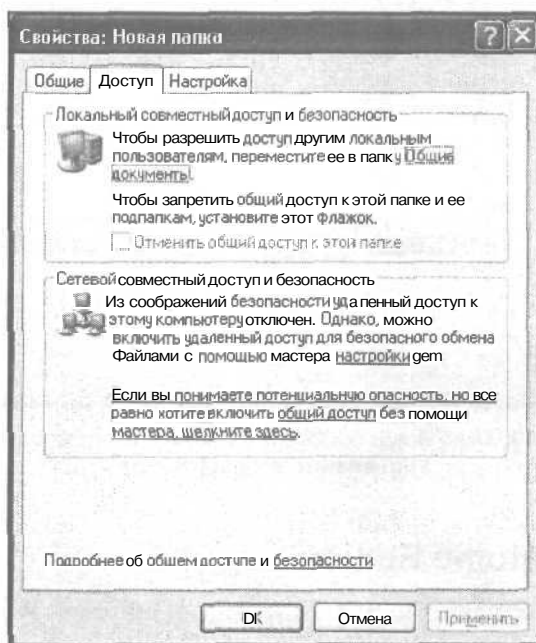 Свойства: Новая папка
Общие Доступ Настройка
Локальный совместный доступ и безопасность
Чтобы разрешить доступ другим локальным
пользователям, переместите ее в папку Общие
документы.
Чтобы запретить общий доступ к этой папке и ее
подпапкам, установите этот флажок.
Отменить общий доступ к этой папке
Сетевой совместный доступ и безопасность
Из соображений безопасности уда пенный доступ к
этому компьютеру отключен. Однако, можно
включить удаленный доступ для безопасного обмена
Файлами с помощью мастера настройки gem
Если вы понимаете потенциальную опасность, но все
равно хотите включить общий доступ без помощи
мастера, щелкните здесь.
Подробнее об общем доступе и безопасности
DK Отмена Применить